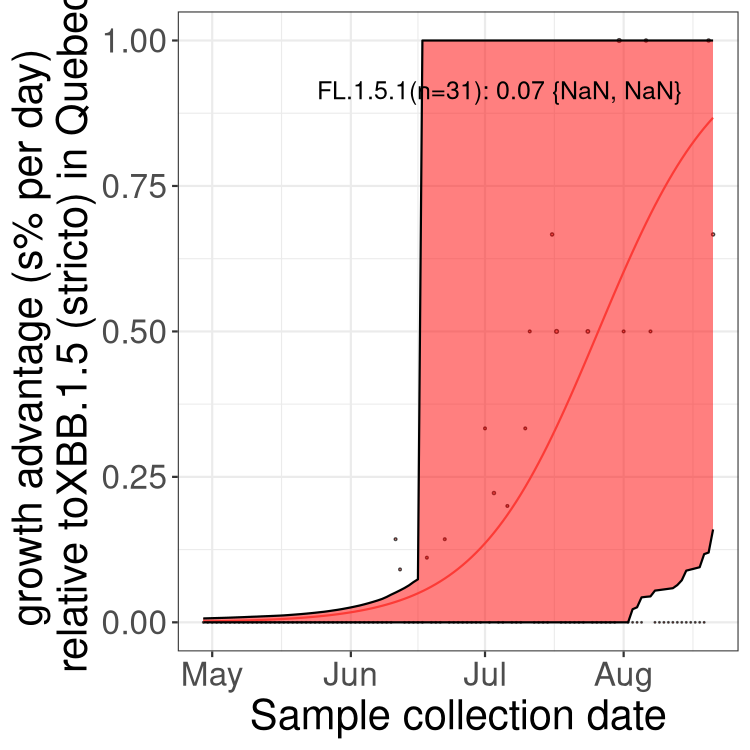 growth advantage (s% per day)
relative toXBB.1.5 (stricto) in Quebec
1.00
0.75
0.50
0.25
0.00
FL.1.5.1(n=31): 0.07 {NaN, NaN}
May
Jun
Jul
Aug
Sample collection date